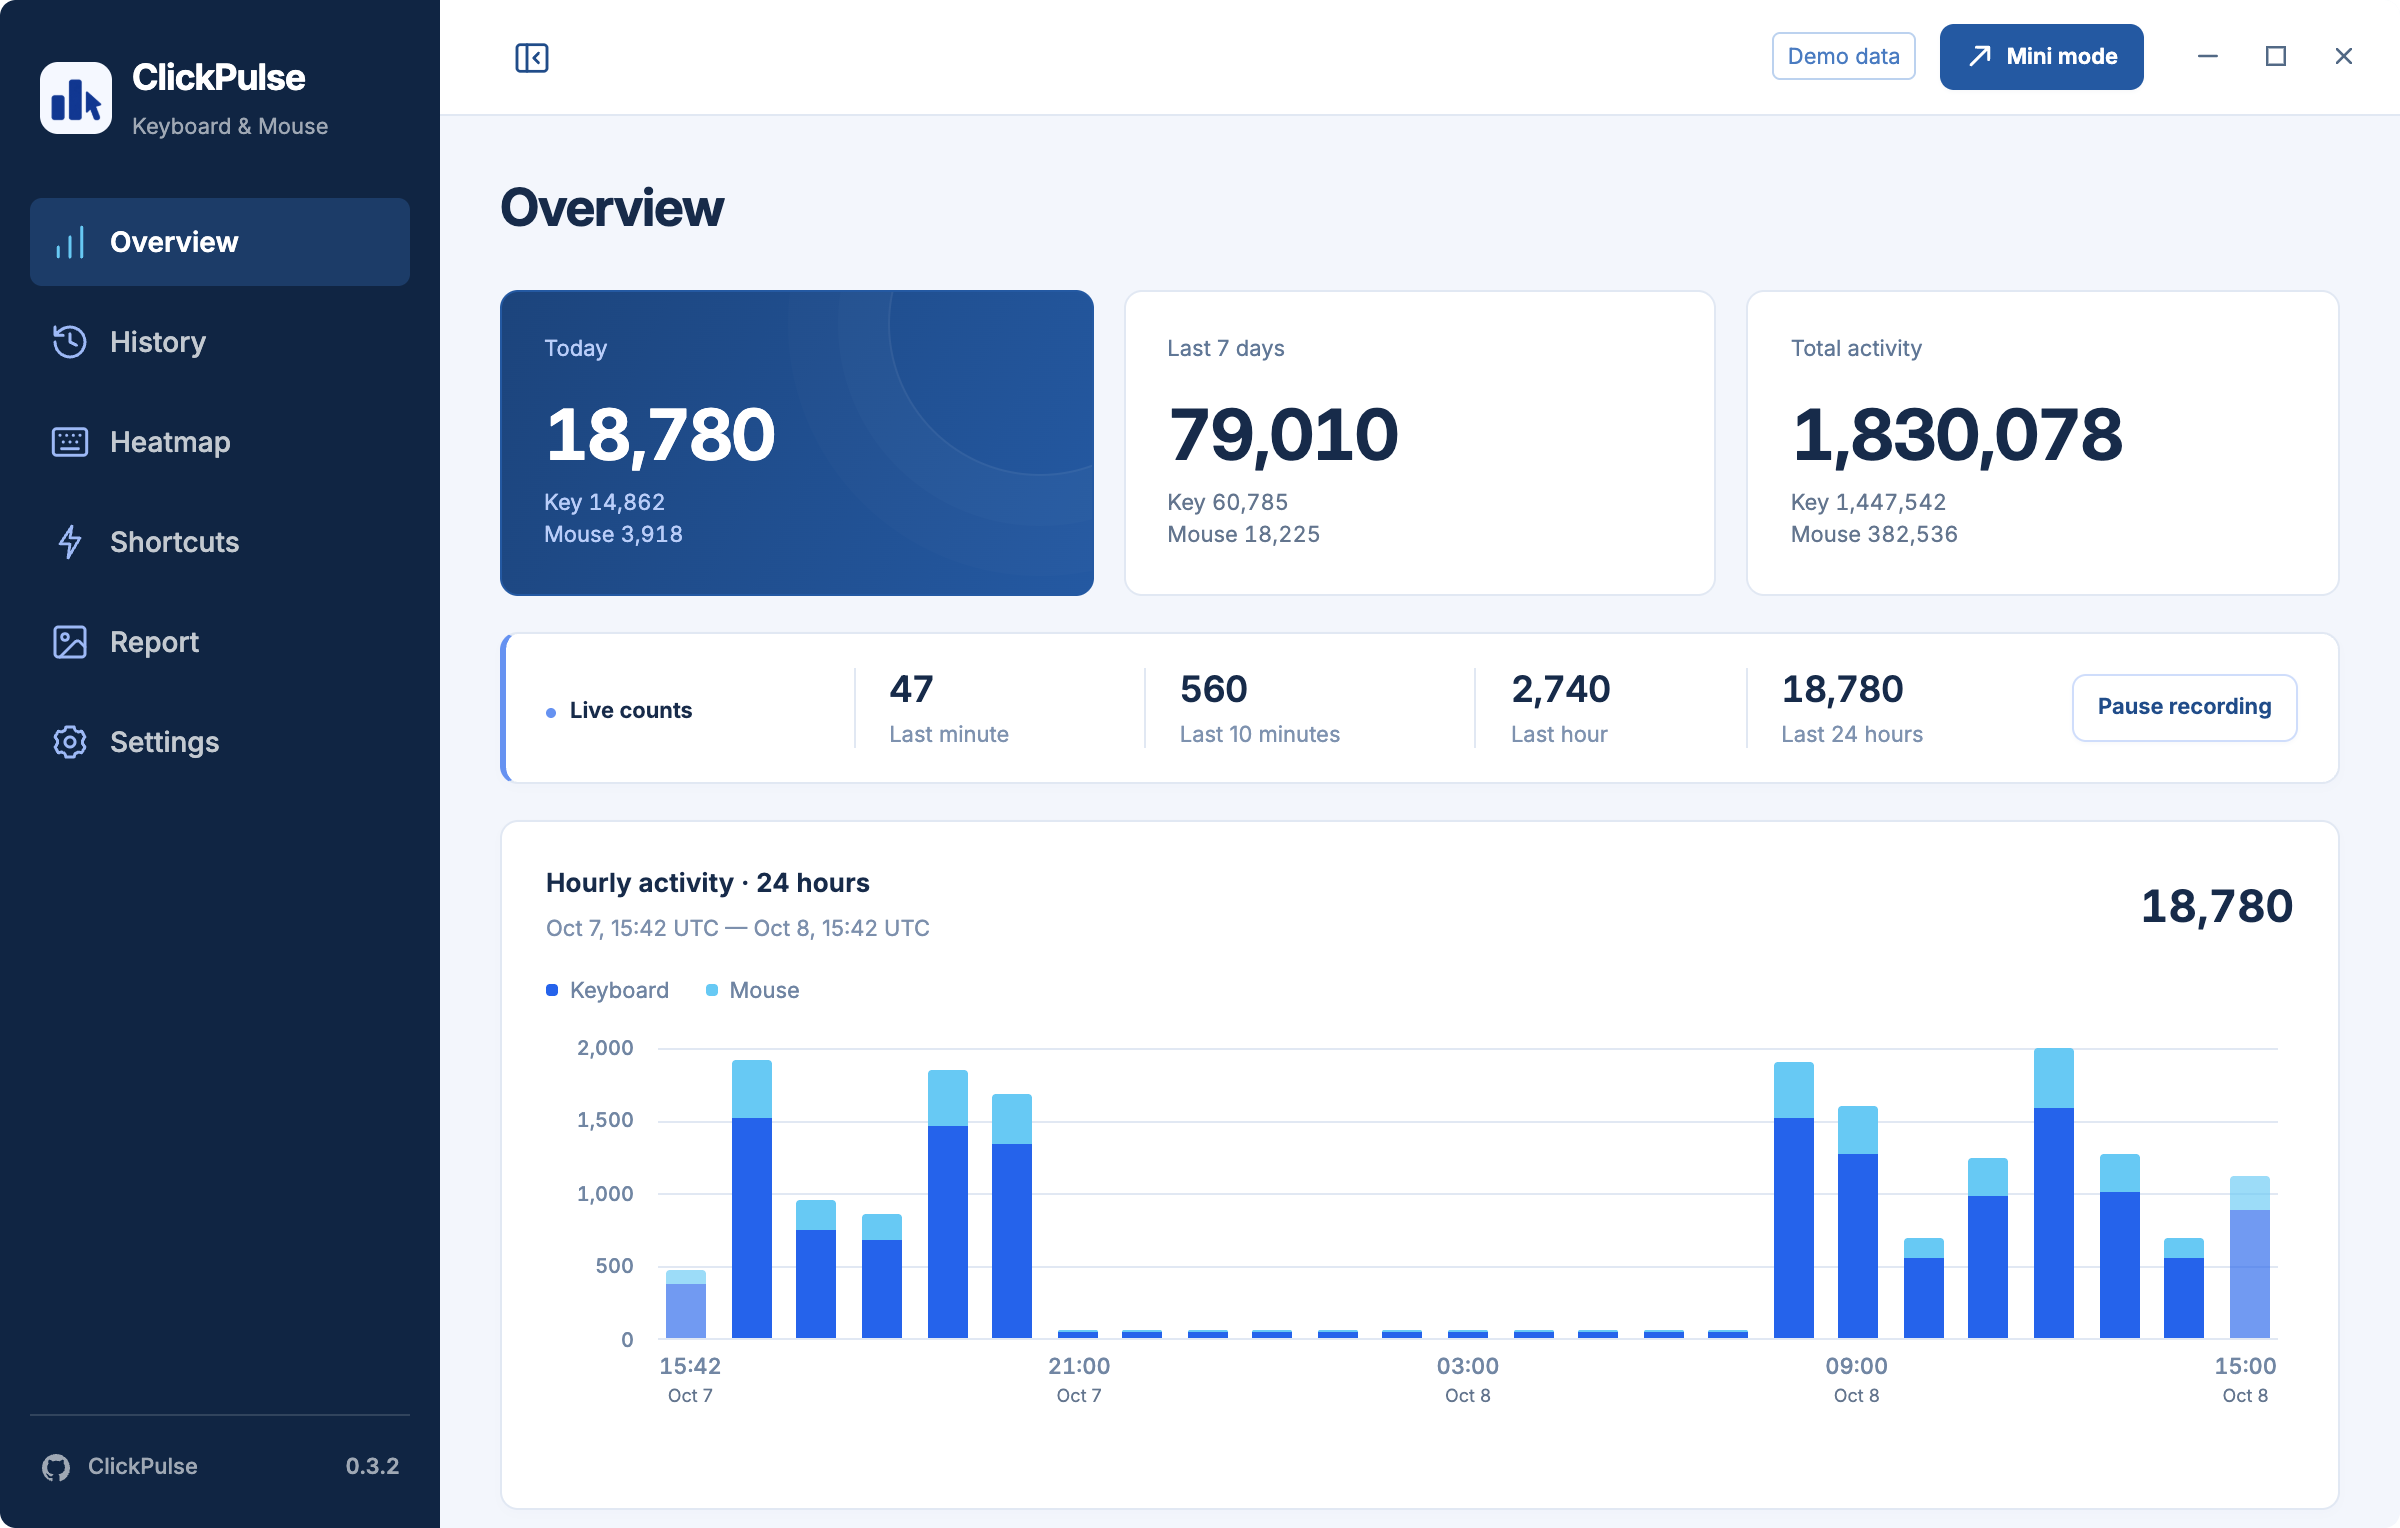 ClickPulse
Keyboard & Mouse
Overview
History
Heatmap
Shortcuts
Report
Settings
ClickPulse 0.3.2
Demo data
Mini mode
Overview
Today
18,780
Key 14,862
Mouse 3,918
Last 7 days
79,010
Key 60,785
Mouse 18,225
Total activity
1,830,078
Key 1,447,542
Mouse 382,536
Live counts
47
Last minute
560
Last 10 minutes
2,740
Last hour
18,780
Last 24 hours
Pause recording
Hourly activity · 24 hours
Oct 7, 15:42 UTC — Oct 8, 15:42 UTC
18,780
Keyboard Mouse
2,000
1,500
1,000
500
0
15:42 21:00 03:00 09:00 15:00
Oct 7 Oct 7 Oct 8 Oct 8 Oct 8